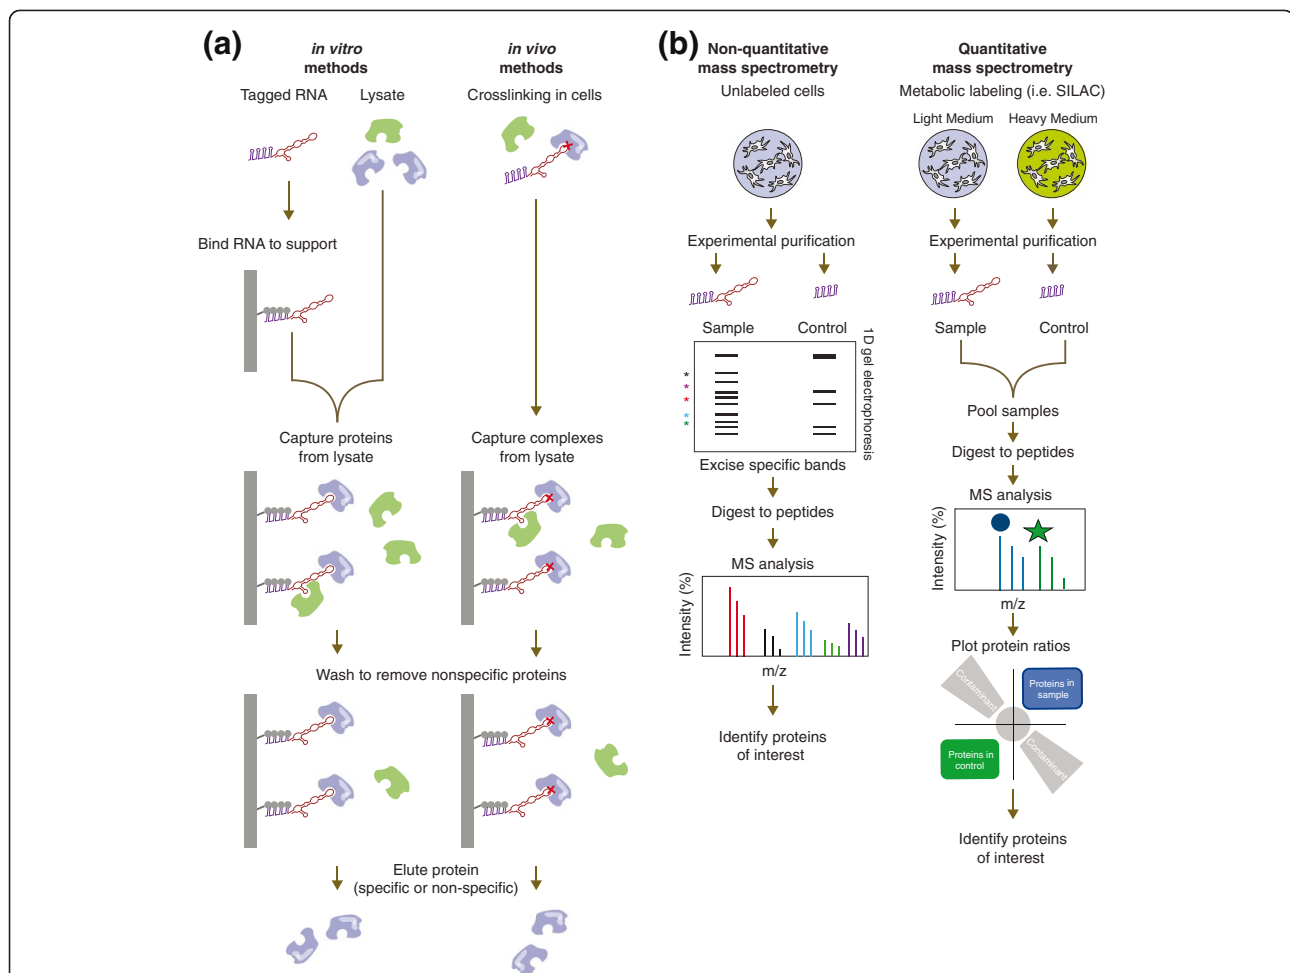 (a)
in vitro
methods
in vivo
methods
Tagged RNA
Lysate
Crosslinking in cells
Bind RNA to support
Capture proteins
from lysate
Capture complexes
from lysate
Wash to remove nonspecific proteins
Elute protein
(specific or non-specific)
(b)
Non-quantitative
mass spectrometry
Unlabeled cells
Experimental purification
Sample
Control
1D gel electrophoresis
*
*
*
*
*
Excise specific bands
Digest to peptides
MS analysis
Intensity (%)
m/z
Identify proteins
of interest
Quantitative
mass spectrometry
Metabolic labeling (i.e. SILAC)
Light Medium
Heavy Medium
Experimental purification
Sample
Control
Pool samples
Digest to peptides
MS analysis
Intensity (%)
m/z
Plot protein ratios
Contaminant
Proteins in
sample
Proteins in
control
Contaminant
Identify proteins
of interest